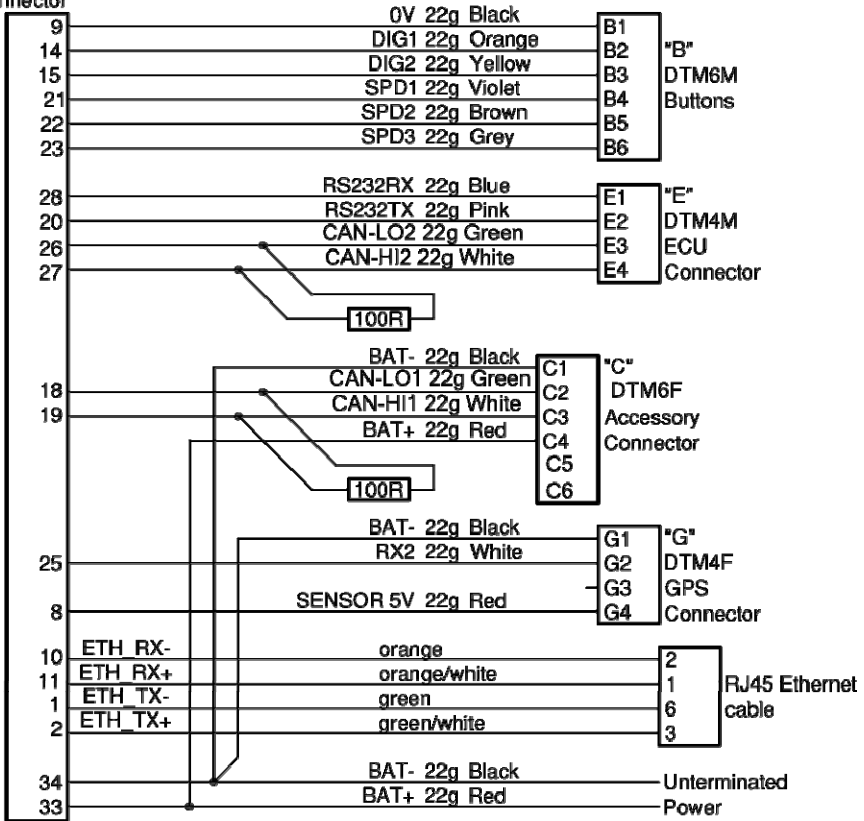 nnector
9 0V 22g Black B1
14 DIG1 22g Orange B2 "B"
15 DIG2 22g Yellow B3 DTM6M
21 SPD1 22g Violet B4 Buttons
22 SPD2 22g Brown B5
23 SPD3 22g Grey B6
28 RS232RX 22g Blue E1 "E"
20 RS232TX 22g Pink E2 DTM4M
26 CAN-LO2 22g Green E3 ECU
27 CAN-HI2 22g White E4 Connector
100R
BAT- 22g Black C1 "C"
18 CAN-LO1 22g Green C2 DTM6F
19 CAN-HI1 22g White C3 Accessory
BAT+ 22g Red C4 Connector
C5
100R C6
BAT- 22g Black G1 "G"
25 RX2 22g White G2 DTM4F
G3 GPS
8 SENSOR 5V 22g Red G4 Connector
10 ETH_RX- orange 2
11 ETH_RX+ orange/white 1 RJ45 Ethernet
1 ETH_TX- green 6 cable
2 ETH_TX+ green/white 3
34 BAT- 22g Black Unterminated
33 BAT+ 22g Red Power